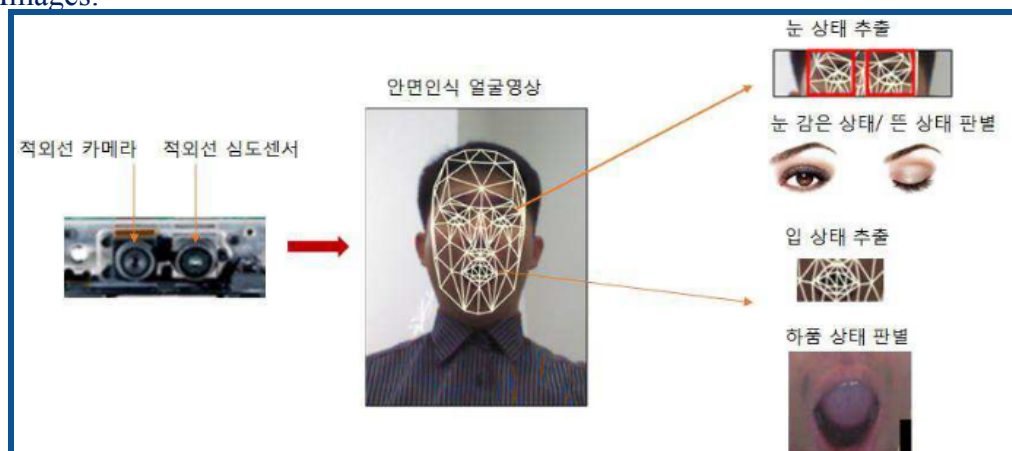 images.
눈 상태 추출
안면인식 얼굴영상
적외선 카메라 적외선 심도센서
눈 감은 상태/ 뜬 상태 판별
입 상태 추출
하품 상태 판별